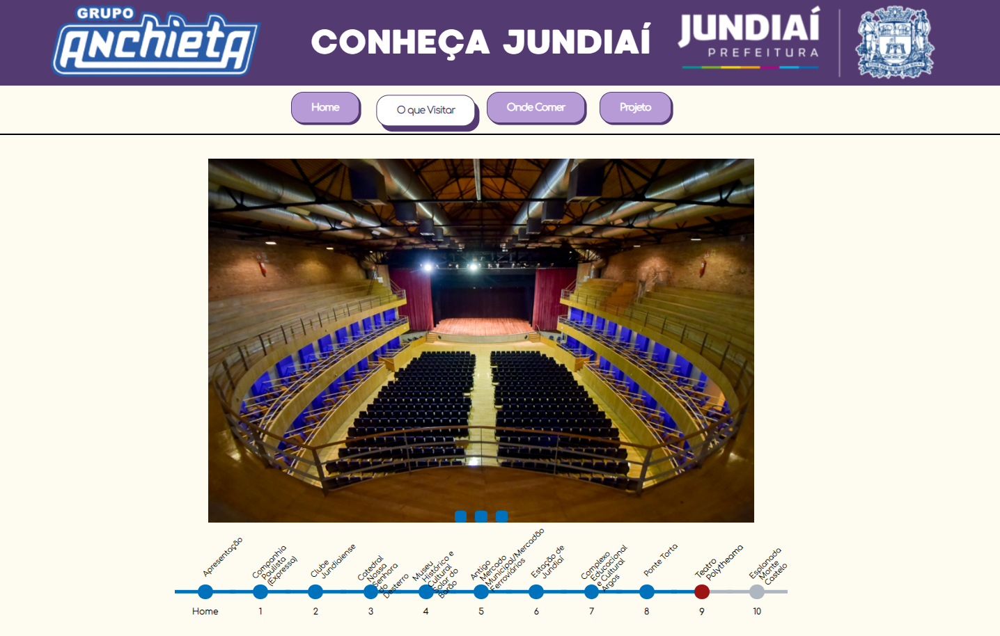 GRUPO
ANCHIETA
CONHEÇA JUNDIAÍ
JUNDIAÍ
PREFEITURA
Home
O que Visitar
Onde Comer
Projeto
Apresentação
Companhia
Paulista
(Expressa)
Clube
Jundiaiense
Catedral
Nossa
Senhora
do
Desterro
Museu
Histórico e
Cultural
Solar do
Barão
Antigo
Mercado
Municipal/Mercadão
Ferroviários
Estação de
Jundiaí
Complexo
Educacional
e Cultural
Argos
Ponte Torta
Teatro
Polytheama
Esplanada
Monte
Castelo
Home
1
2
3
4
5
6
7
8
9
10